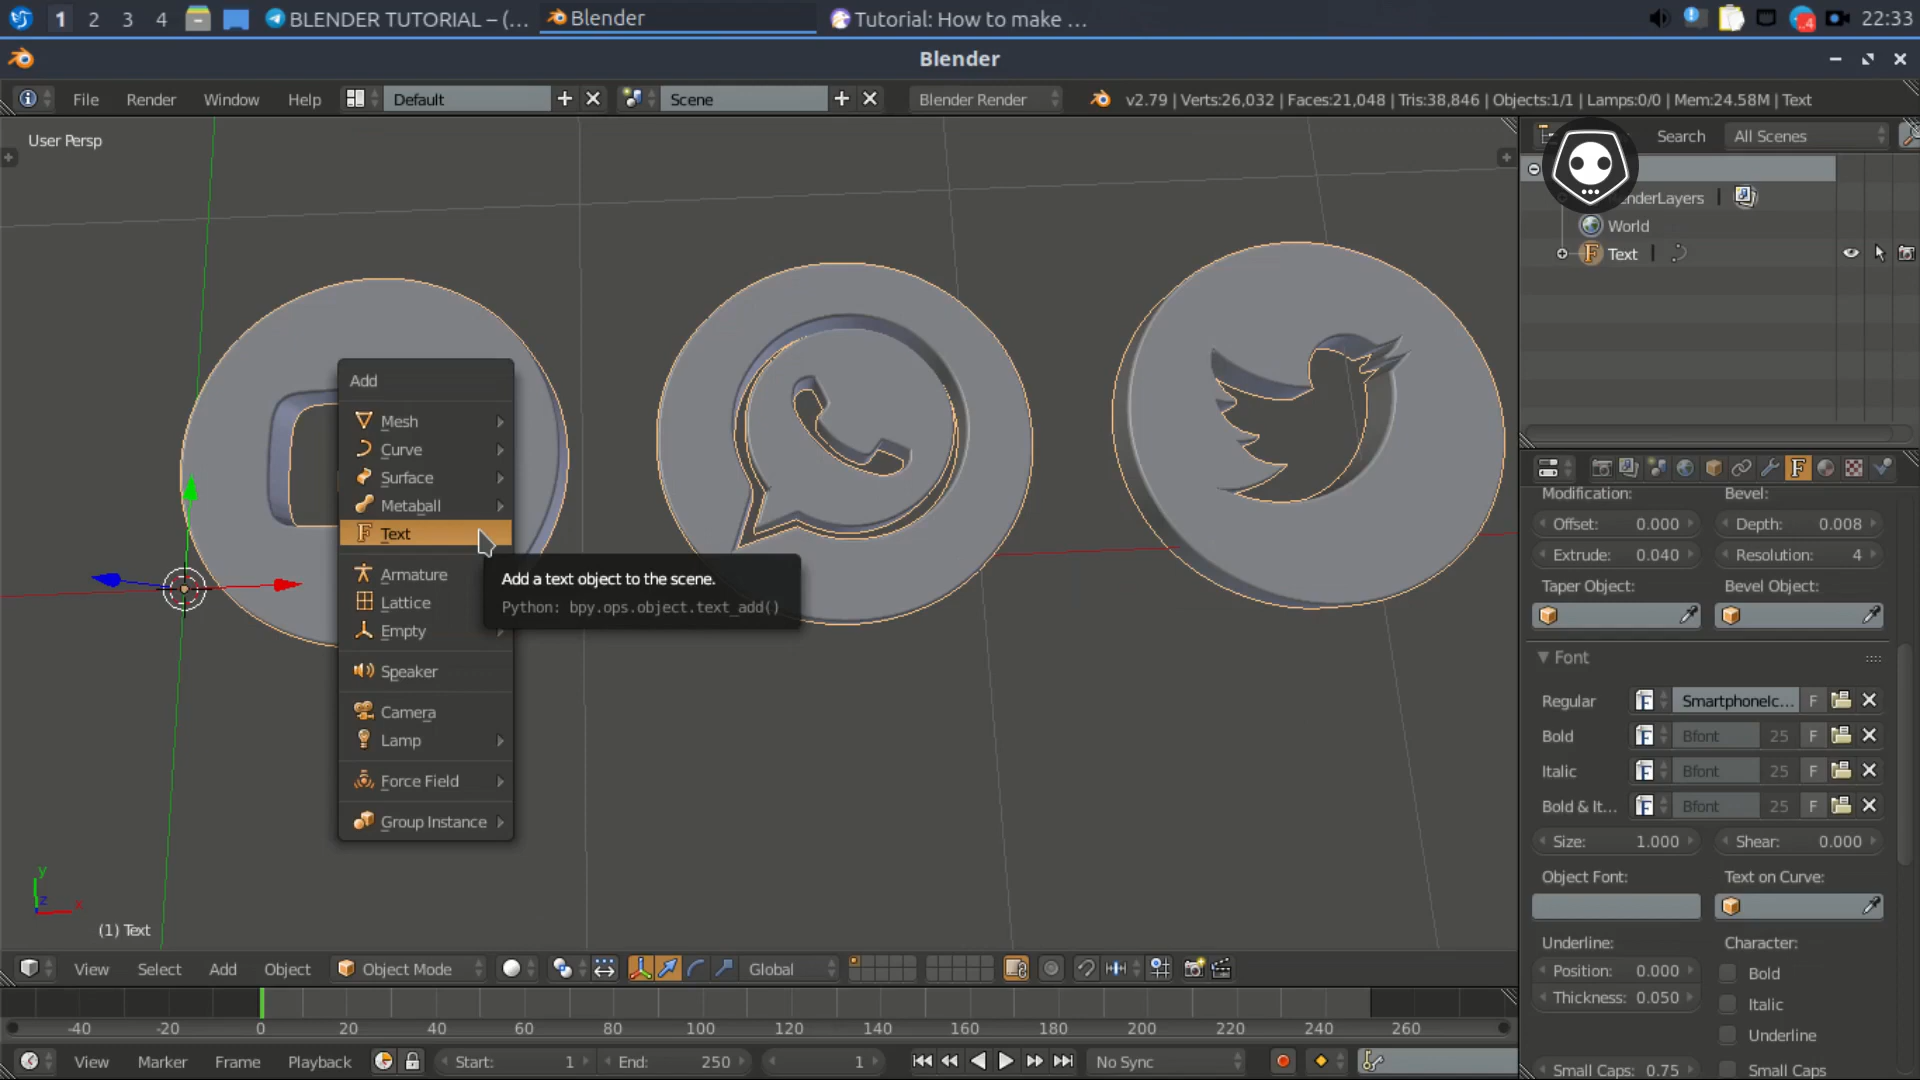 1 2 3 4 BLENDER TUTORIAL – (... Blender Tutorial: How to make ... 4 22:33
Blender
File Render Window Help Default Scene Blender Render v2.79 | Verts:26,032 | Faces:21,048 | Tris:38,846 | Objects:1/1 | Lamps:0/0 | Mem:24.58M | Text
User Persp
Search All Scenes
enderLayers
World
Text
Add
Mesh
Curve
Surface
Metaball
Text
Armature
Lattice
Empty
Speaker
Camera
Lamp
Force Field
Group Instance
Add a text object to the scene.
Python: bpy.ops.object.text_add()
y
z x
(1) Text
Modification: Bevel:
Offset: 0.000 Depth: 0.008
Extrude: 0.040 Resolution: 4
Taper Object: Bevel Object:
Font
Regular F SmartphoneIc... F
Bold F Bfont 25 F
Italic F Bfont 25 F
Bold & It... F Bfont 25 F
Size: 1.000 Shear: 0.000
Object Font: Text on Curve:
Underline: Character:
Position: 0.000 Bold
Thickness: 0.050 Italic
Underline
Small Caps: 0.75 Small Caps
View Select Add Object Object Mode Global
-40 -20 0 20 40 60 80 100 120 140 160 180 200 220 240 260
View Marker Frame Playback Start: 1 End: 250 1 No Sync